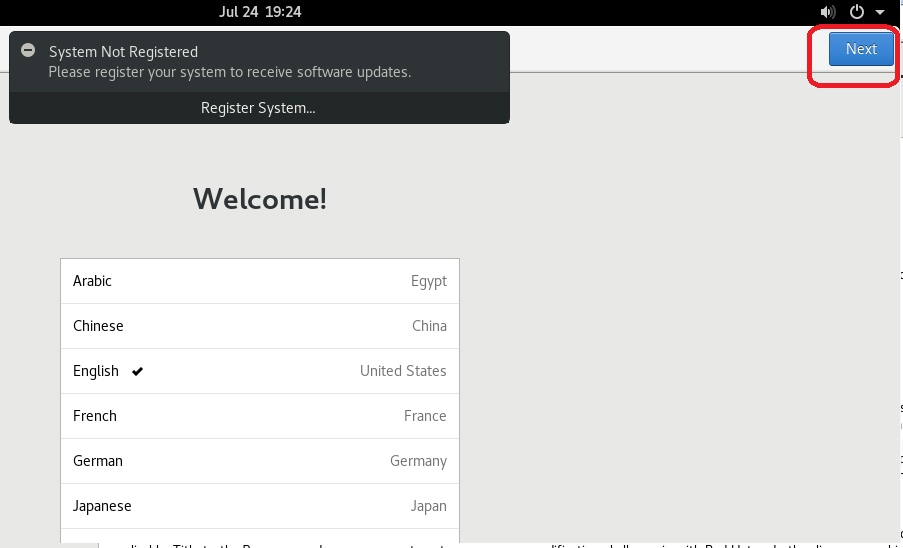 Jul 24 19:24
System Not Registered
Please register your system to receive software updates.
Register System...
Next
Welcome!
Arabic Egypt
Chinese China
English ✔ United States
French France
German Germany
Japanese Japan